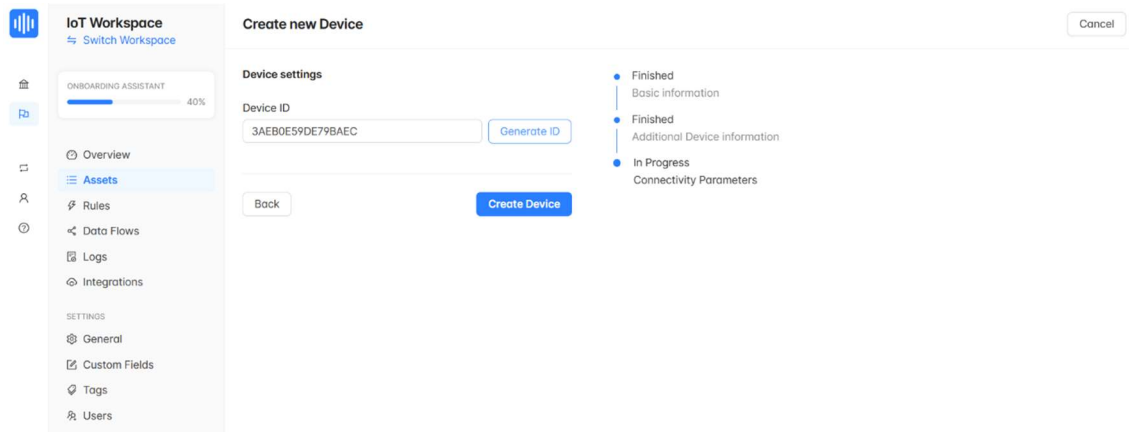 IoT Workspace
Switch Workspace
ONBOARDING ASSISTANT
40%
Overview
Assets
Rules
Data Flows
Logs
Integrations
SETTINGS
General
Custom Fields
Tags
Users
Create new Device
Cancel
Device settings
Device ID
3AEB0E59DE79BAEC
Generate ID
Back
Create Device
Finished
Basic information
Finished
Additional Device information
In Progress
Connectivity Parameters